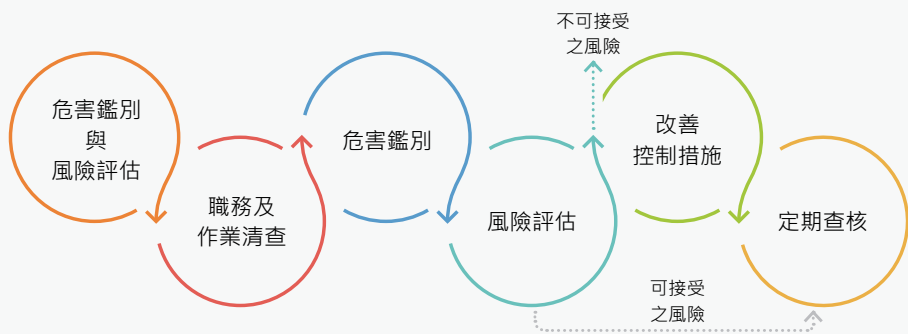 危害鑑別
與
風險評估
職務及
作業清查
危害鑑別
風險評估
不可接受
之風險
改善
控制措施
可接受
之風險
定期查核